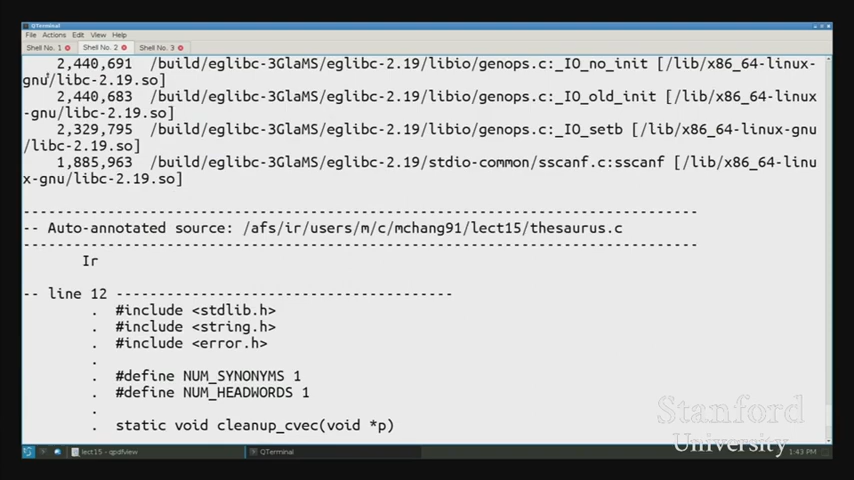 QTerminal
File Actions Edit View Help
Shell No. 1 Shell No. 2 Shell No. 3
2,440,691 /build/eglibc-3GlaMS/eglibc-2.19/libio/genops.c:_IO_no_init [/lib/x86_64-linux-
gnu/libc-2.19.so]
2,440,683 /build/eglibc-3GlaMS/eglibc-2.19/libio/genops.c:_IO_old_init [/lib/x86_64-linux
-gnu/libc-2.19.so]
2,329,795 /build/eglibc-3GlaMS/eglibc-2.19/libio/genops.c:_IO_setb [/lib/x86_64-linux-gnu
/libc-2.19.so]
1,885,963 /build/eglibc-3GlaMS/eglibc-2.19/stdio-common/sscanf.c:sscanf [/lib/x86_64-linu
x-gnu/libc-2.19.so]
--------------------------------------------------------------------------------
-- Auto-annotated source: /afs/ir/users/m/c/mchang91/lect15/thesaurus.c
--------------------------------------------------------------------------------
Ir
-- line 12 ----------------------------------------
. #include <stdlib.h>
. #include <string.h>
. #include <error.h>
.
. #define NUM_SYNONYMS 1
. #define NUM_HEADWORDS 1
.
. static void cleanup_cvec(void *p)
Stanford
University
lect15 - qpdfview QTerminal 1:43 PM